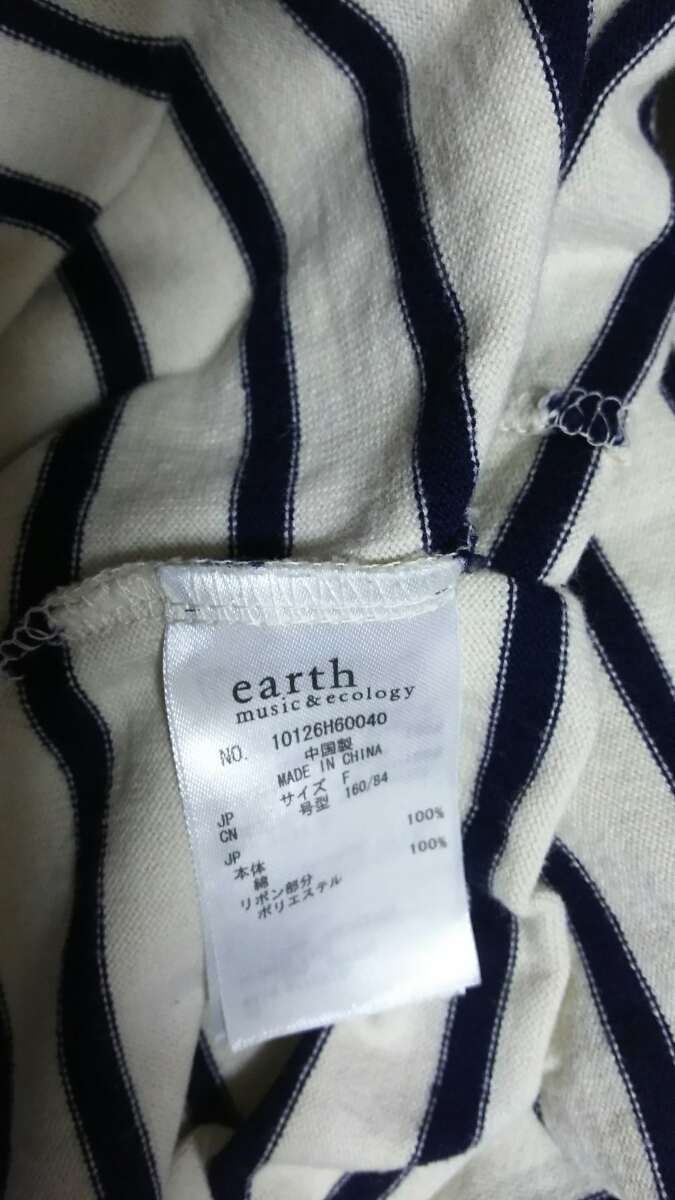 earth
music&ecology
NO. 10126H60040
中国製
MADE IN CHINA
JP サイズ F
CN 号型 160/84
JP
本体
綿 100%
リボン部分
ポリエステル 100%